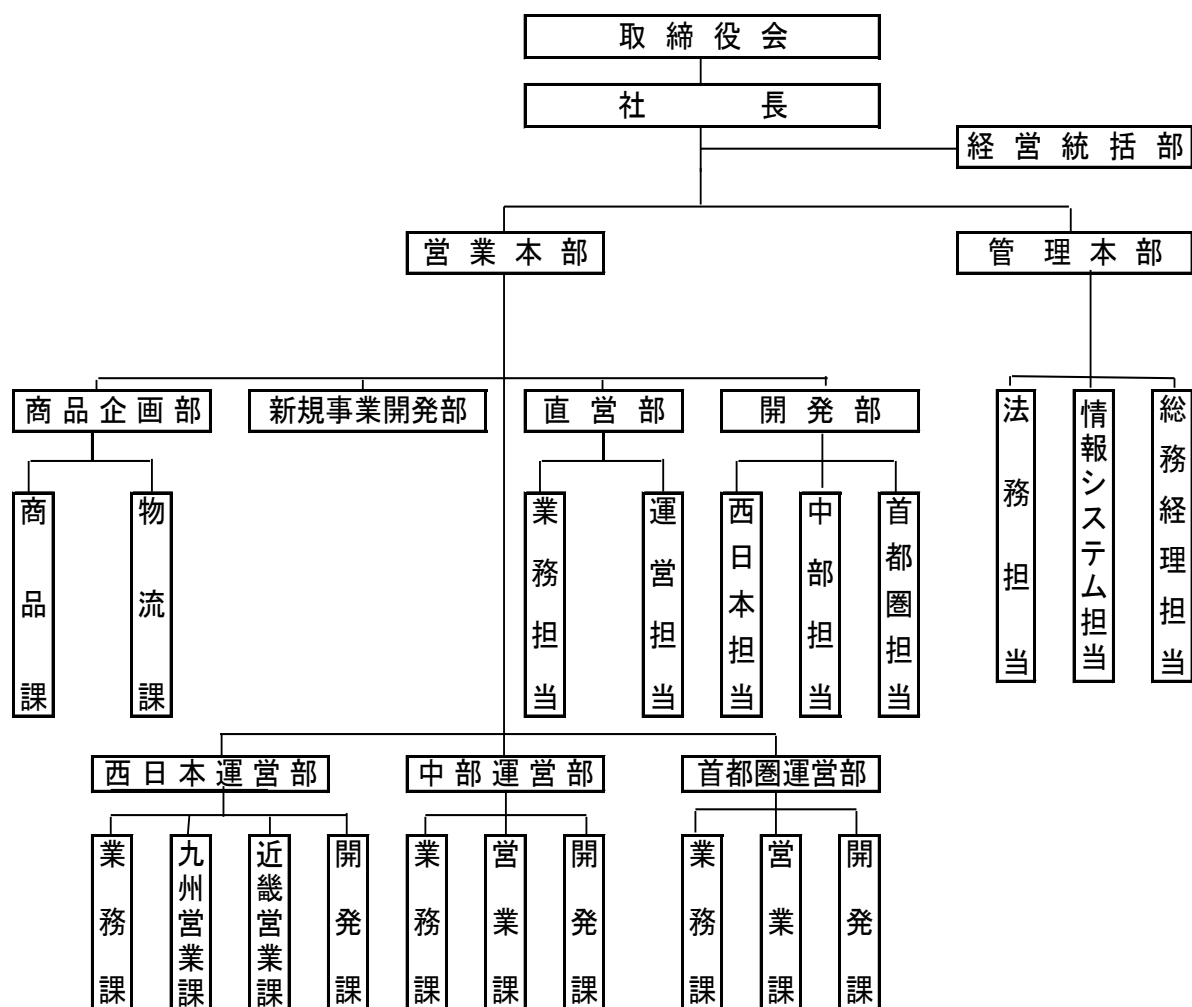 取締役会
社長
経営統括部
営業本部
管理本部
商品企画部
新規事業開発部
直営部
開発部
法務担当
情報システム担当
総務経理担当
商品課
物流課
業務担当
運営担当
西日本担当
中部担当
首都圏担当
西日本運営部
中部運営部
首都圏運営部
業務課
九州営業課
近畿営業課
開発課
業務課
営業課
開発課
業務課
営業課
開発課